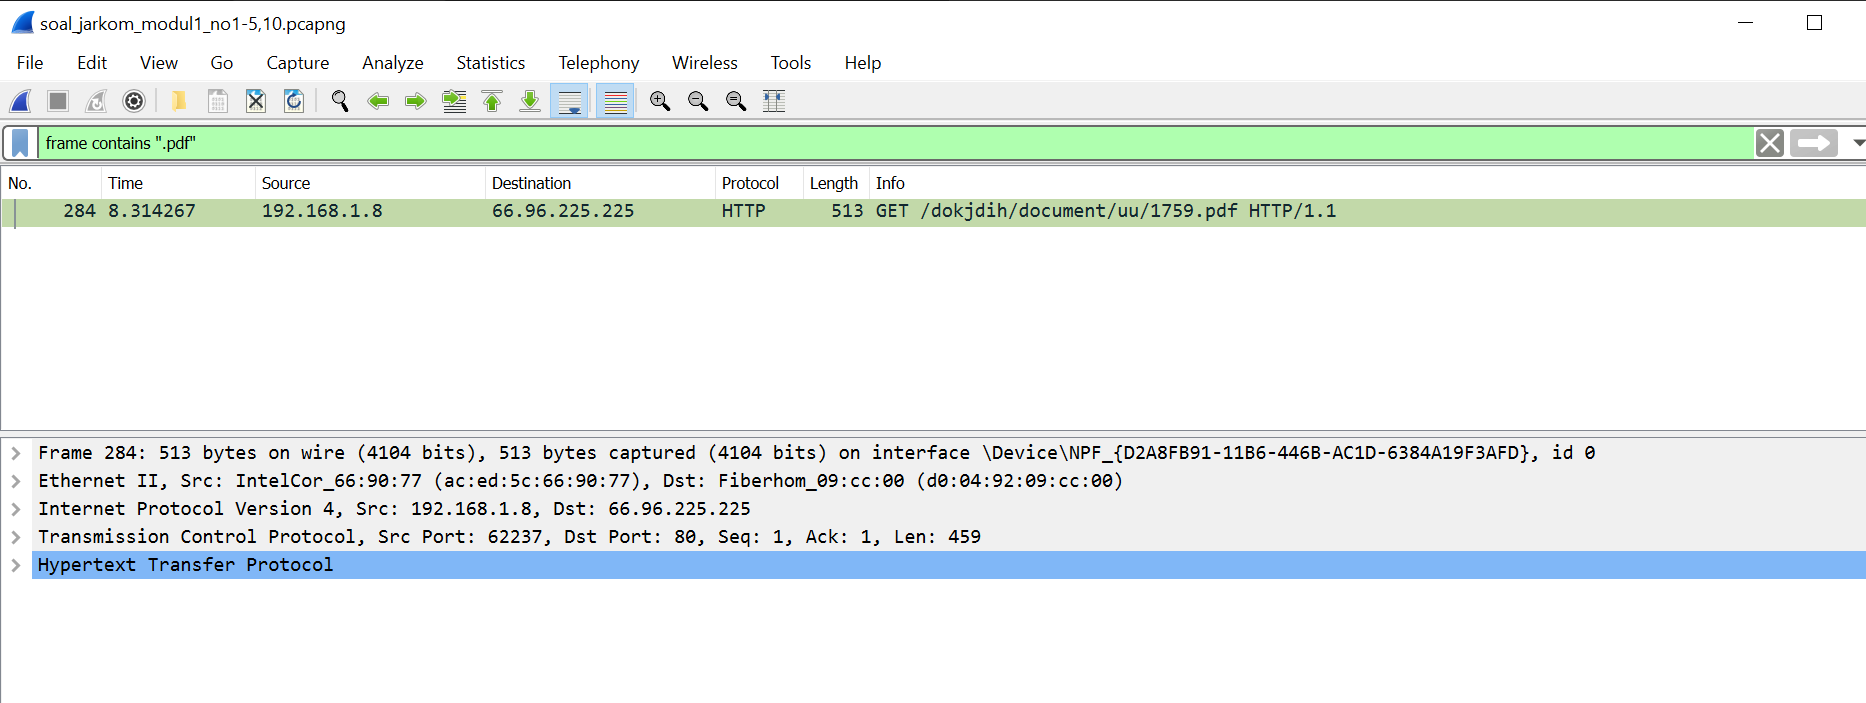 soal_jarkom_modul1_no1-5,10.pcapng
File Edit View Go Capture Analyze Statistics Telephony Wireless Tools Help
frame contains ".pdf"
No. Time Source Destination Protocol Length Info
284 8.314267 192.168.1.8 66.96.225.225 HTTP 513 GET /dokjdih/document/uu/1759.pdf HTTP/1.1
Frame 284: 513 bytes on wire (4104 bits), 513 bytes captured (4104 bits) on interface \Device\NPF_{D2A8FB91-11B6-446B-AC1D-6384A19F3AFD}, id 0
Ethernet II, Src: IntelCor_66:90:77 (ac:ed:5c:66:90:77), Dst: Fiberhom_09:cc:00 (d0:04:92:09:cc:00)
Internet Protocol Version 4, Src: 192.168.1.8, Dst: 66.96.225.225
Transmission Control Protocol, Src Port: 62237, Dst Port: 80, Seq: 1, Ack: 1, Len: 459
Hypertext Transfer Protocol